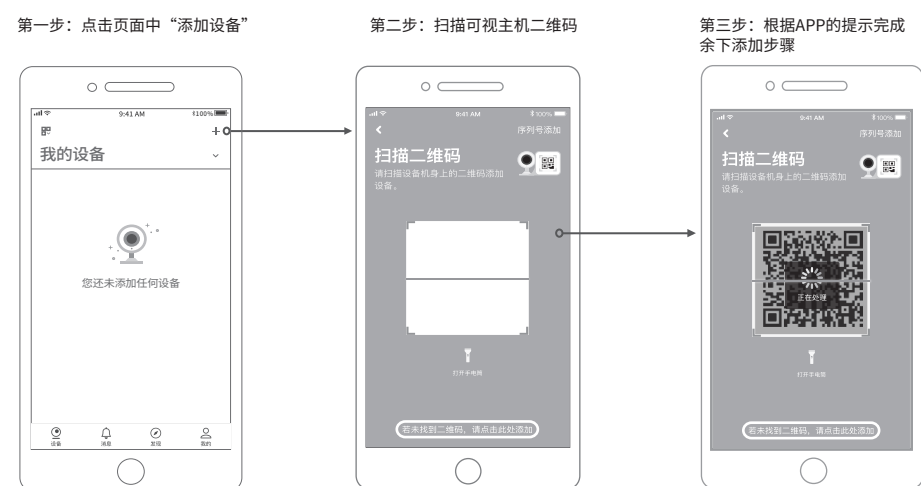 第一步：点击页面中“添加设备”
第二步：扫描可视主机二维码
第三步：根据APP的提示完成
余下添加步骤
9:41 AM
100%
我的设备
您还未添加任何设备
设备
消息
发现
我的
9:41 AM
100%
序列号添加
扫描二维码
请扫描设备机身上的二维码添加
设备。
打开手电筒
若未找到二维码，请点击此处添加
9:41 AM
100%
序列号添加
扫描二维码
请扫描设备机身上的二维码添加
设备。
正在处理
打开手电筒
若未找到二维码，请点击此处添加